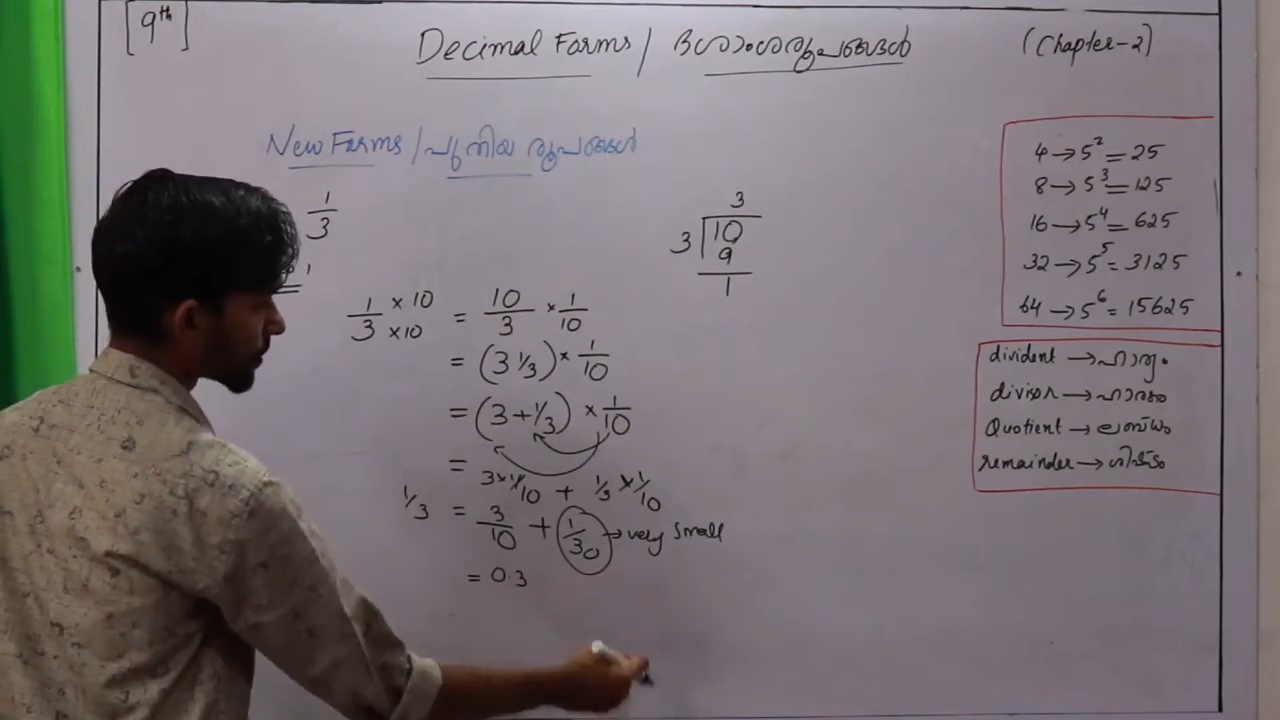 [9th]
Decimal Forms / ദശാംശരൂപങ്ങൾ
(Chapter-2)
New Forms / പുതിയ രൂപങ്ങൾ
1/3
3
3 ⟌ 10
9
1
1/3 ×10 ×10 = 10/3 × 1/10
= (3 1/3) × 1/10
= (3 + 1/3) × 1/10
= 3 × 1/10 + 1/3 × 1/10
1/3 = 3/10 + 1/30 → very small
= 0.3
4 → 5² = 25
8 → 5³ = 125
16 → 5⁴ = 625
32 → 5⁵ = 3125
64 → 5⁶ = 15625
divident → ഹാര്യം
divisor → ഹാരകം
Quotient → ലബ്ധം
remainder → ശിഷ്ടം